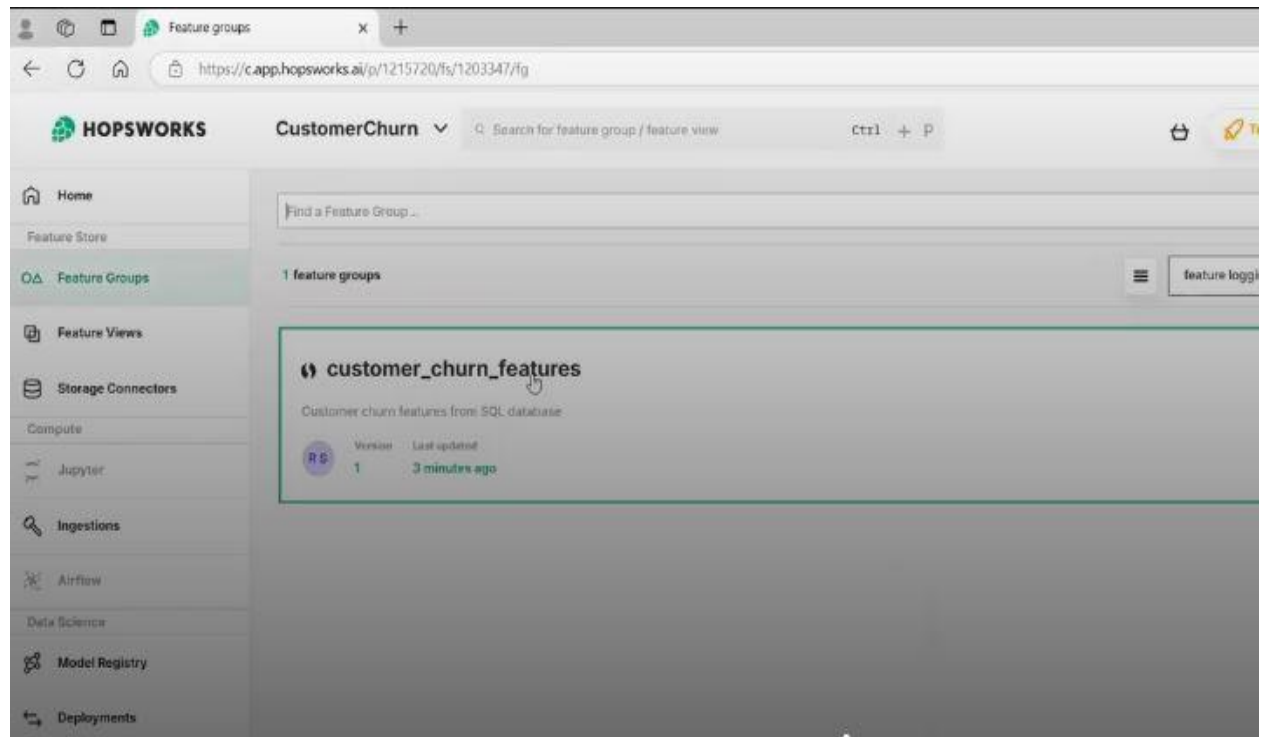 Feature groups
https://c.app.hopsworks.ai/p/1215720/fs/1203347/fg
HOPSWORKS
CustomerChurn
Search for feature group / feature view
Ctrl + P
Home
Find a Feature Group ...
Feature Store
Feature Groups
1 feature groups
feature loggi
Feature Views
customer_churn_features
Storage Connectors
Customer churn features from SQL database
Compute
RS
Version Last updated
1 3 minutes ago
Jupyter
Ingestions
Airflow
Data Science
Model Registry
Deployments